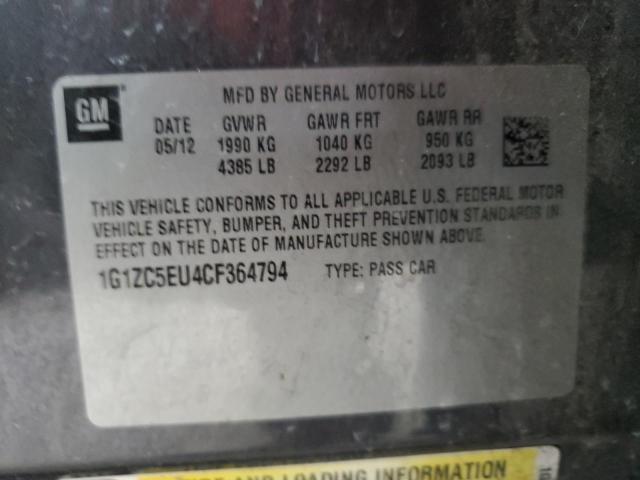 GM
MFD BY GENERAL MOTORS LLC
DATE GVWR GAWR FRT GAWR RR
05/12 1990 KG 1040 KG 950 KG
4385 LB 2292 LB 2093 LB
THIS VEHICLE CONFORMS TO ALL APPLICABLE U.S. FEDERAL MOTOR
VEHICLE SAFETY, BUMPER, AND THEFT PREVENTION STANDARDS IN
EFFECT ON THE DATE OF MANUFACTURE SHOWN ABOVE.
1G1ZC5EU4CF364794 TYPE: PASS CAR
AND LOADING INFORMATION